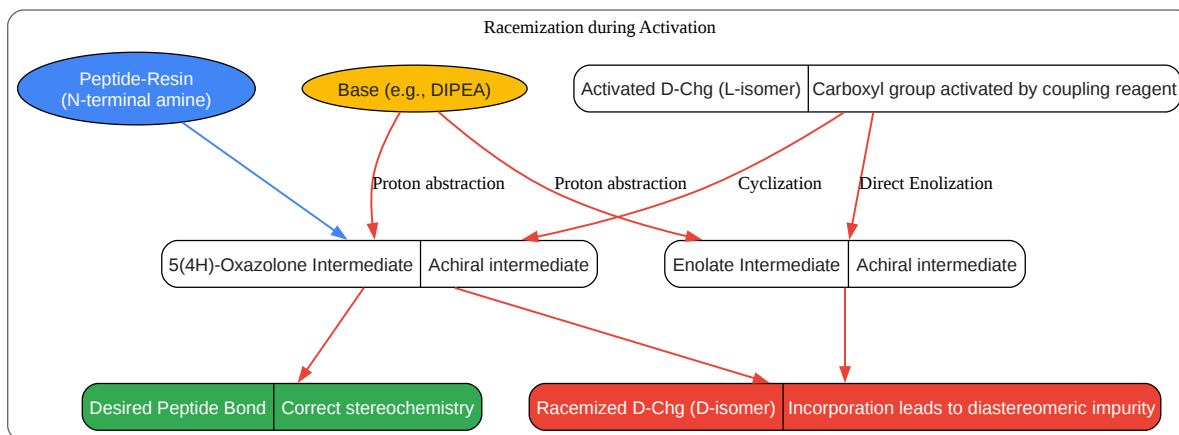 Racemization during Activation
Peptide-Resin
(N-terminal amine)
Base (e.g., DIPEA)
Activated D-Chg (L-isomer) Carboxyl group activated by coupling reagent
Proton abstraction Proton abstraction Cyclization Direct Enolization
5(4H)-Oxazolone Intermediate Achiral intermediate
Enolate Intermediate Achiral intermediate
Desired Peptide Bond Correct stereochemistry
Racemized D-Chg (D-isomer) Incorporation leads to diastereomeric impurity